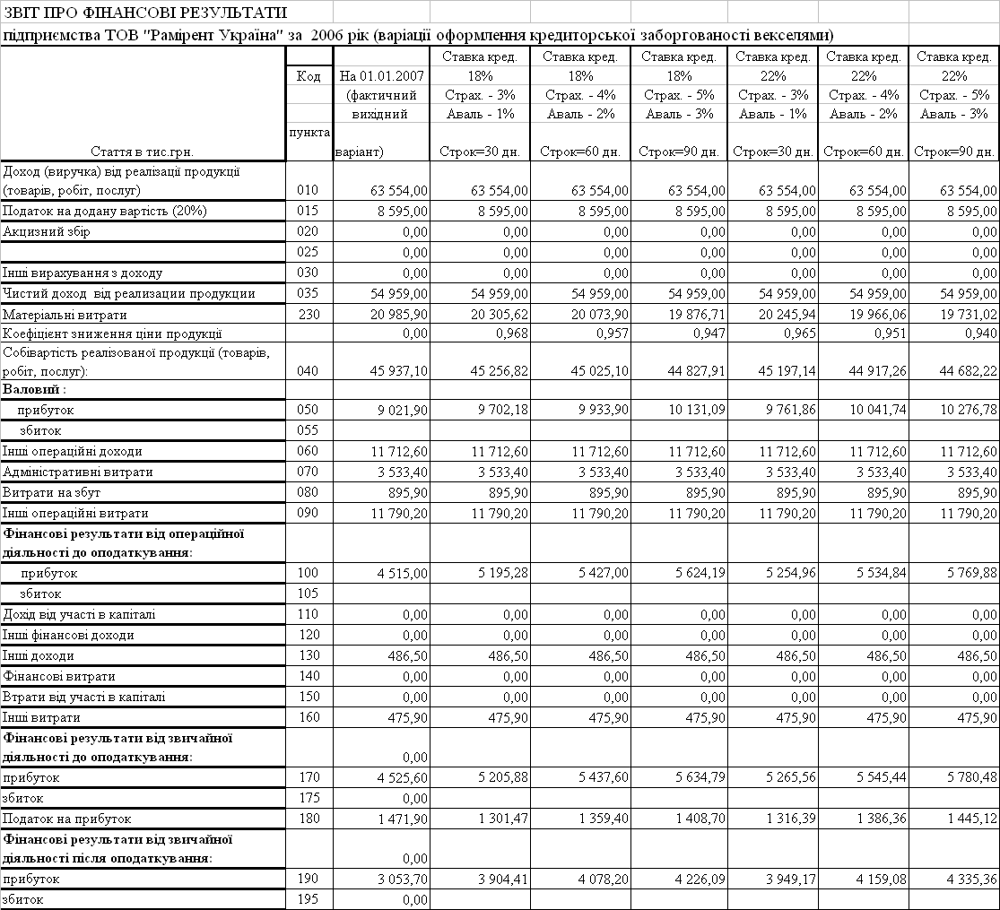 ЗВІТ ПРО ФІНАНСОВІ РЕЗУЛЬТАТИ
підприємства ТОВ "Рамірент Україна" за 2006 рік (варіації оформлення кредиторської заборгованості векселями)
Ставка кред. Ставка кред. Ставка кред. Ставка кред. Ставка кред. Ставка кред.
Код На 01.01.2007 18% 18% 18% 22% 22% 22%
(фактичний Страх. - 3% Страх. - 4% Страх. - 5% Страх. - 3% Страх. - 4% Страх. - 5%
вихідний Аваль - 1% Аваль - 2% Аваль - 3% Аваль - 1% Аваль - 2% Аваль - 3%
пункта
Стаття в тис.грн. варіант) Строк=30 дн. Строк=60 дн. Строк=90 дн. Строк=30 дн. Строк=60 дн. Строк=90 дн.
Доход (виручка) від реалізації продукції
(товарів, робіт, послуг) 010 63 554,00 63 554,00 63 554,00 63 554,00 63 554,00 63 554,00 63 554,00
Податок на додану вартість (20%) 015 8 595,00 8 595,00 8 595,00 8 595,00 8 595,00 8 595,00 8 595,00
Акцизний збір 020 0,00 0,00 0,00 0,00 0,00 0,00 0,00
025 0,00 0,00 0,00 0,00 0,00 0,00 0,00
Інші вирахування з доходу 030 0,00 0,00 0,00 0,00 0,00 0,00 0,00
Чистий доход від реализации продукции 035 54 959,00 54 959,00 54 959,00 54 959,00 54 959,00 54 959,00 54 959,00
Матеріальні витрати 230 20 985,90 20 305,62 20 073,90 19 876,71 20 245,94 19 966,06 19 731,02
Коефіцієнт зниження ціни продукції 0,00 0,968 0,957 0,947 0,965 0,951 0,940
Собівартість реалізованої продукції (товарів,
робіт, послуг): 040 45 937,10 45 256,82 45 025,10 44 827,91 45 197,14 44 917,26 44 682,22
Валовий :
прибуток 050 9 021,90 9 702,18 9 933,90 10 131,09 9 761,86 10 041,74 10 276,78
збиток 055
Інші операційні доходи 060 11 712,60 11 712,60 11 712,60 11 712,60 11 712,60 11 712,60 11 712,60
Адміністративні витрати 070 3 533,40 3 533,40 3 533,40 3 533,40 3 533,40 3 533,40 3 533,40
Витрати на збут 080 895,90 895,90 895,90 895,90 895,90 895,90 895,90
Інші операційні витрати 090 11 790,20 11 790,20 11 790,20 11 790,20 11 790,20 11 790,20 11 790,20
Фінансові результати від операційної
діяльності до оподаткування:
прибуток 100 4 515,00 5 195,28 5 427,00 5 624,19 5 254,96 5 534,84 5 769,88
збиток 105
Дохід від участі в капіталі 110 0,00 0,00 0,00 0,00 0,00 0,00 0,00
Інші фінансові доходи 120 0,00 0,00 0,00 0,00 0,00 0,00 0,00
Інші доходи 130 486,50 486,50 486,50 486,50 486,50 486,50 486,50
Фінансові витрати 140 0,00 0,00 0,00 0,00 0,00 0,00 0,00
Втрати від участі в капіталі 150 0,00 0,00 0,00 0,00 0,00 0,00 0,00
Інші витрати 160 475,90 475,90 475,90 475,90 475,90 475,90 475,90
Фінансові результати від звичайної
діяльності до оподаткування: 0,00
прибуток 170 4 525,60 5 205,88 5 437,60 5 634,79 5 265,56 5 545,44 5 780,48
збиток 175 0,00
Податок на прибуток 180 1 471,90 1 301,47 1 359,40 1 408,70 1 316,39 1 386,36 1 445,12
Фінансові результати від звичайної
діяльності після оподаткування: 0,00
прибуток 190 3 053,70 3 904,41 4 078,20 4 226,09 3 949,17 4 159,08 4 335,36
збиток 195 0,00